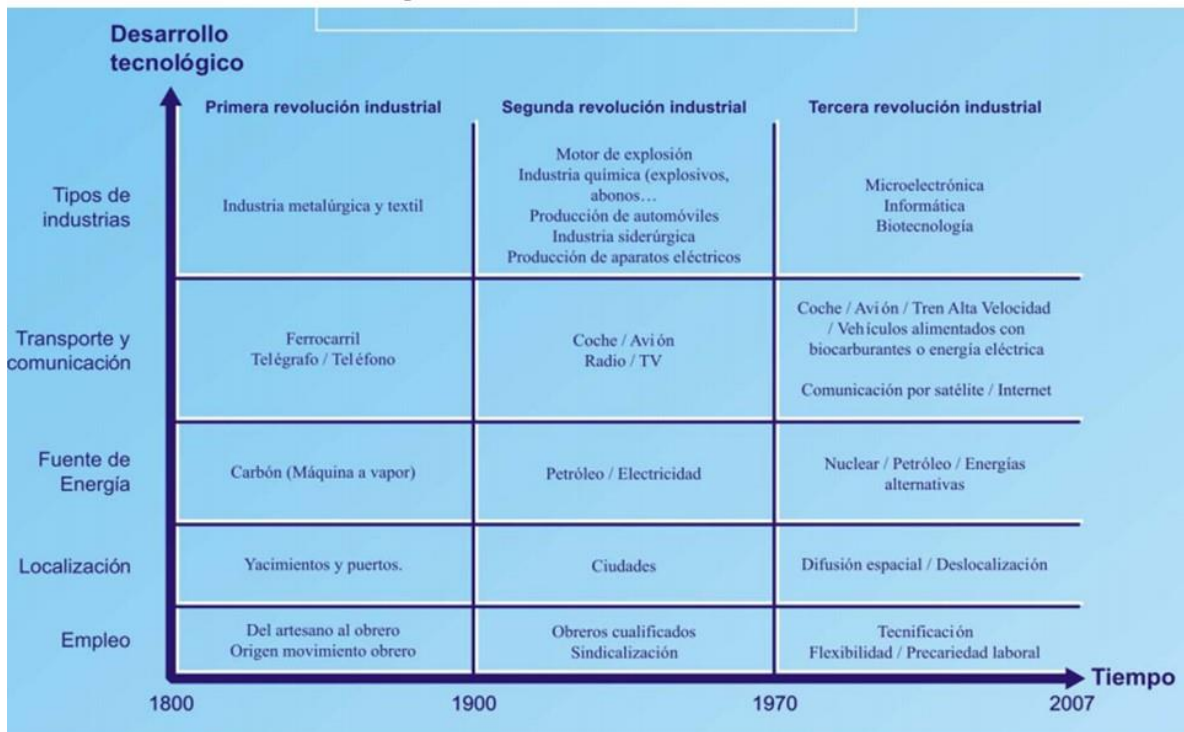 Desarrollo
tecnológico
Primera revolución industrial
Segunda revolución industrial
Tercera revolución industrial
Tipos de
industrias
Industria metalúrgica y textil
Motor de explosión
Industria química (explosivos,
abonos…
Producción de automóviles
Industria siderúrgica
Producción de aparatos eléctricos
Microelectrónica
Informática
Biotecnología
Transporte y
comunicación
Ferrocarril
Telégrafo / Teléfono
Coche / Avión
Radio / TV
Coche / Avión / Tren Alta Velocidad
/ Vehículos alimentados con
biocarburantes o energía eléctrica
Comunicación por satélite / Internet
Fuente de
Energía
Carbón (Máquina a vapor)
Petróleo / Electricidad
Nuclear / Petróleo / Energías
alternativas
Localización
Yacimientos y puertos.
Ciudades
Difusión espacial / Deslocalización
Empleo
Del artesano al obrero
Origen movimiento obrero
Obreros cualificados
Sindicalización
Tecnificación
Flexibilidad / Precariedad laboral
Tiempo
1800
1900
1970
2007